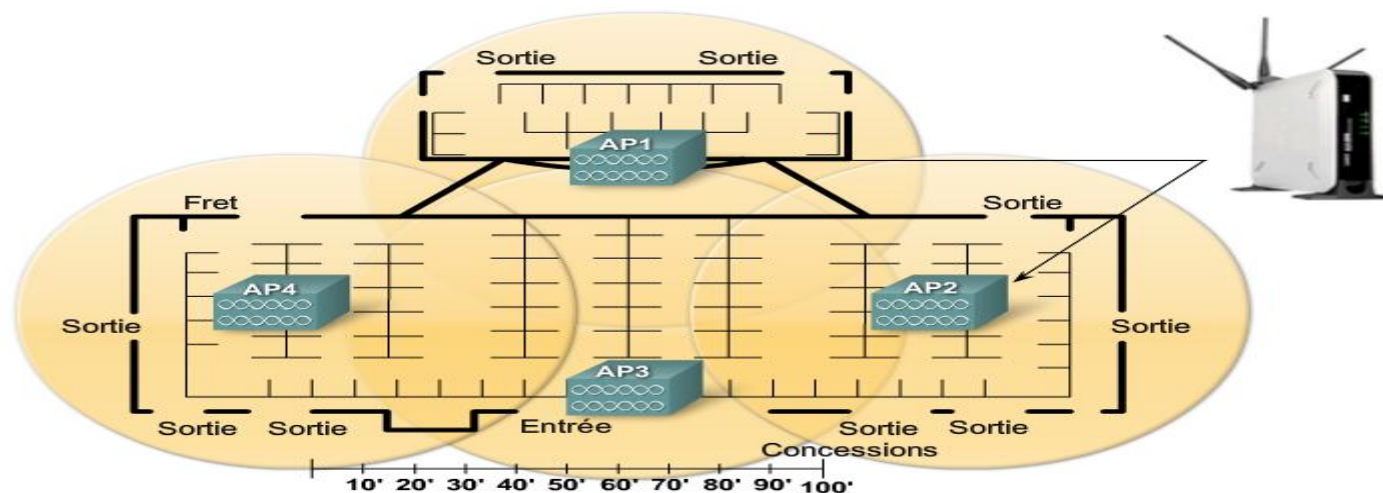 Sortie Sortie
AP1
Fret Sortie
AP4 AP2
Sortie Sortie
AP3
Sortie Sortie Entrée Sortie Sortie
Concessions
10' 20' 30' 40' 50' 60' 70' 80' 90' 100'